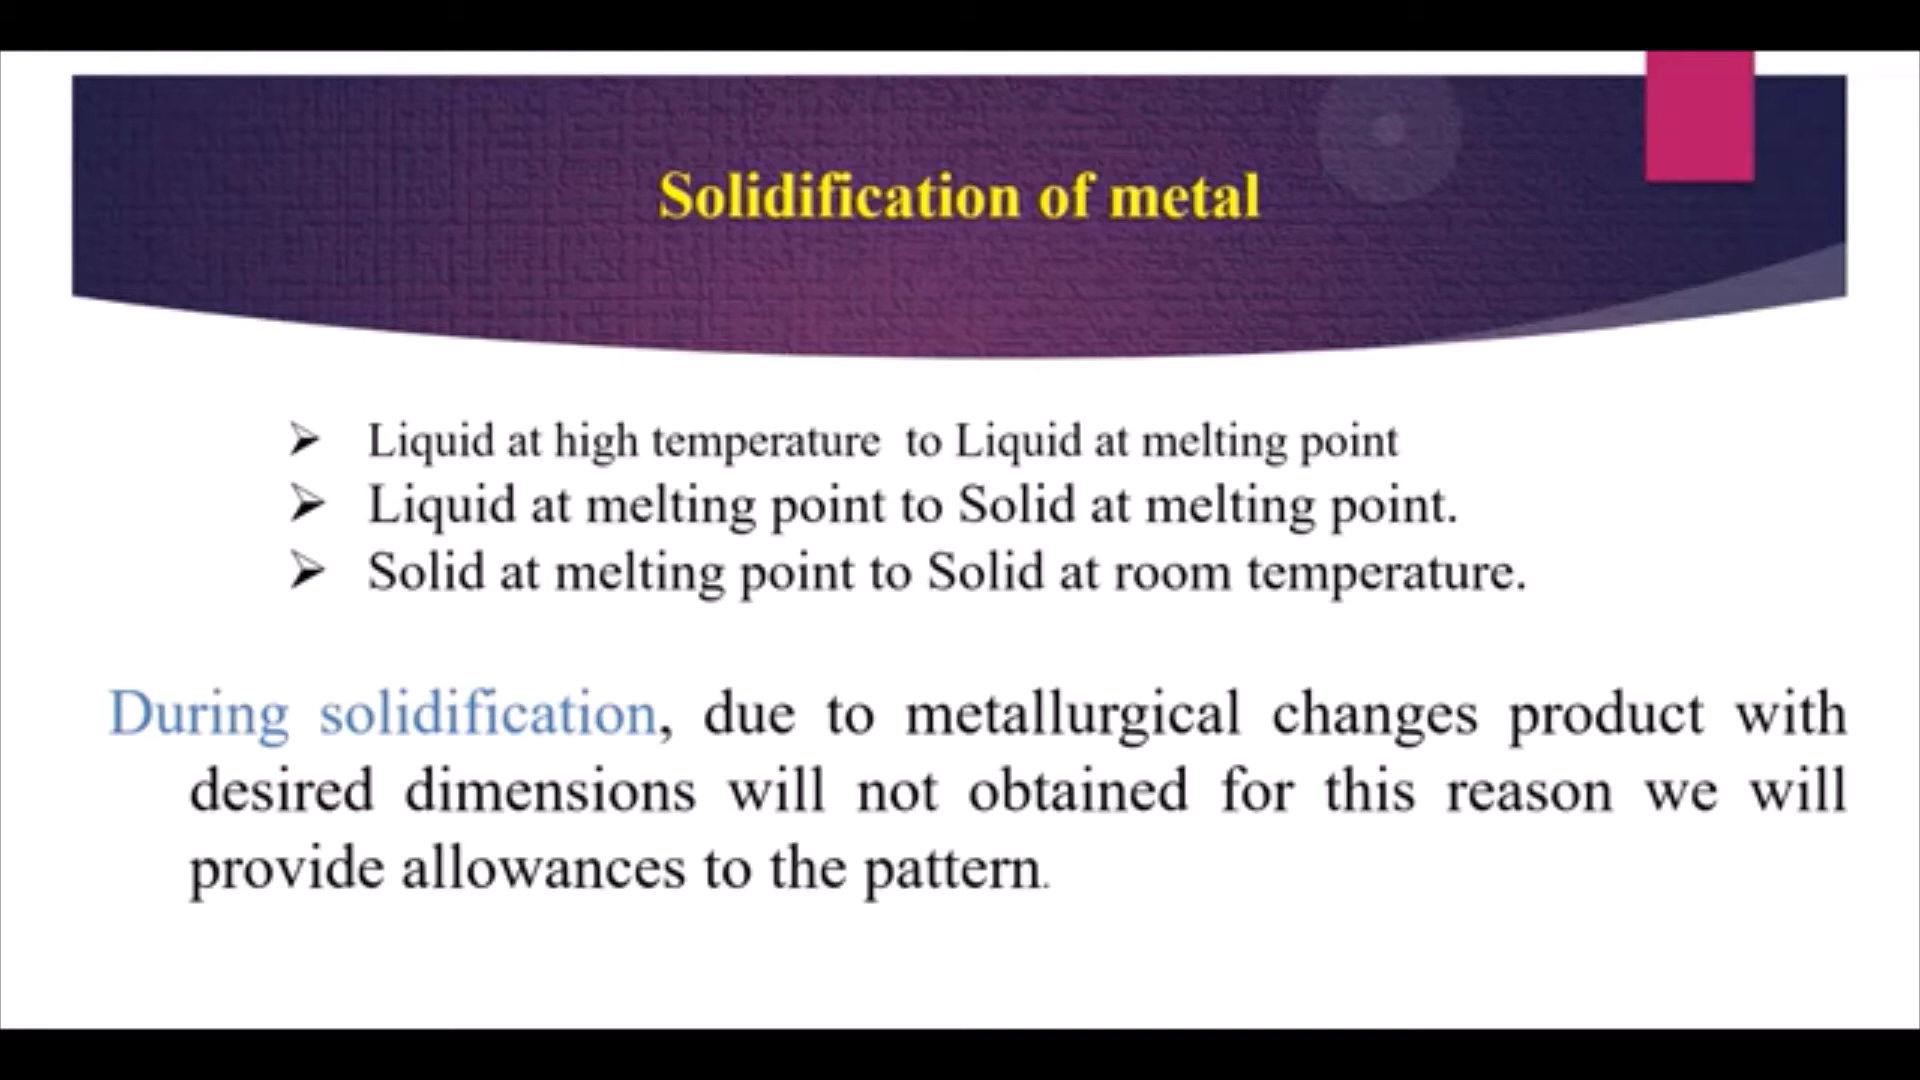 Solidification of metal
Liquid at high temperature to Liquid at melting point
Liquid at melting point to Solid at melting point.
Solid at melting point to Solid at room temperature.
During solidification, due to metallurgical changes product with
desired dimensions will not obtained for this reason we will
provide allowances to the pattern.